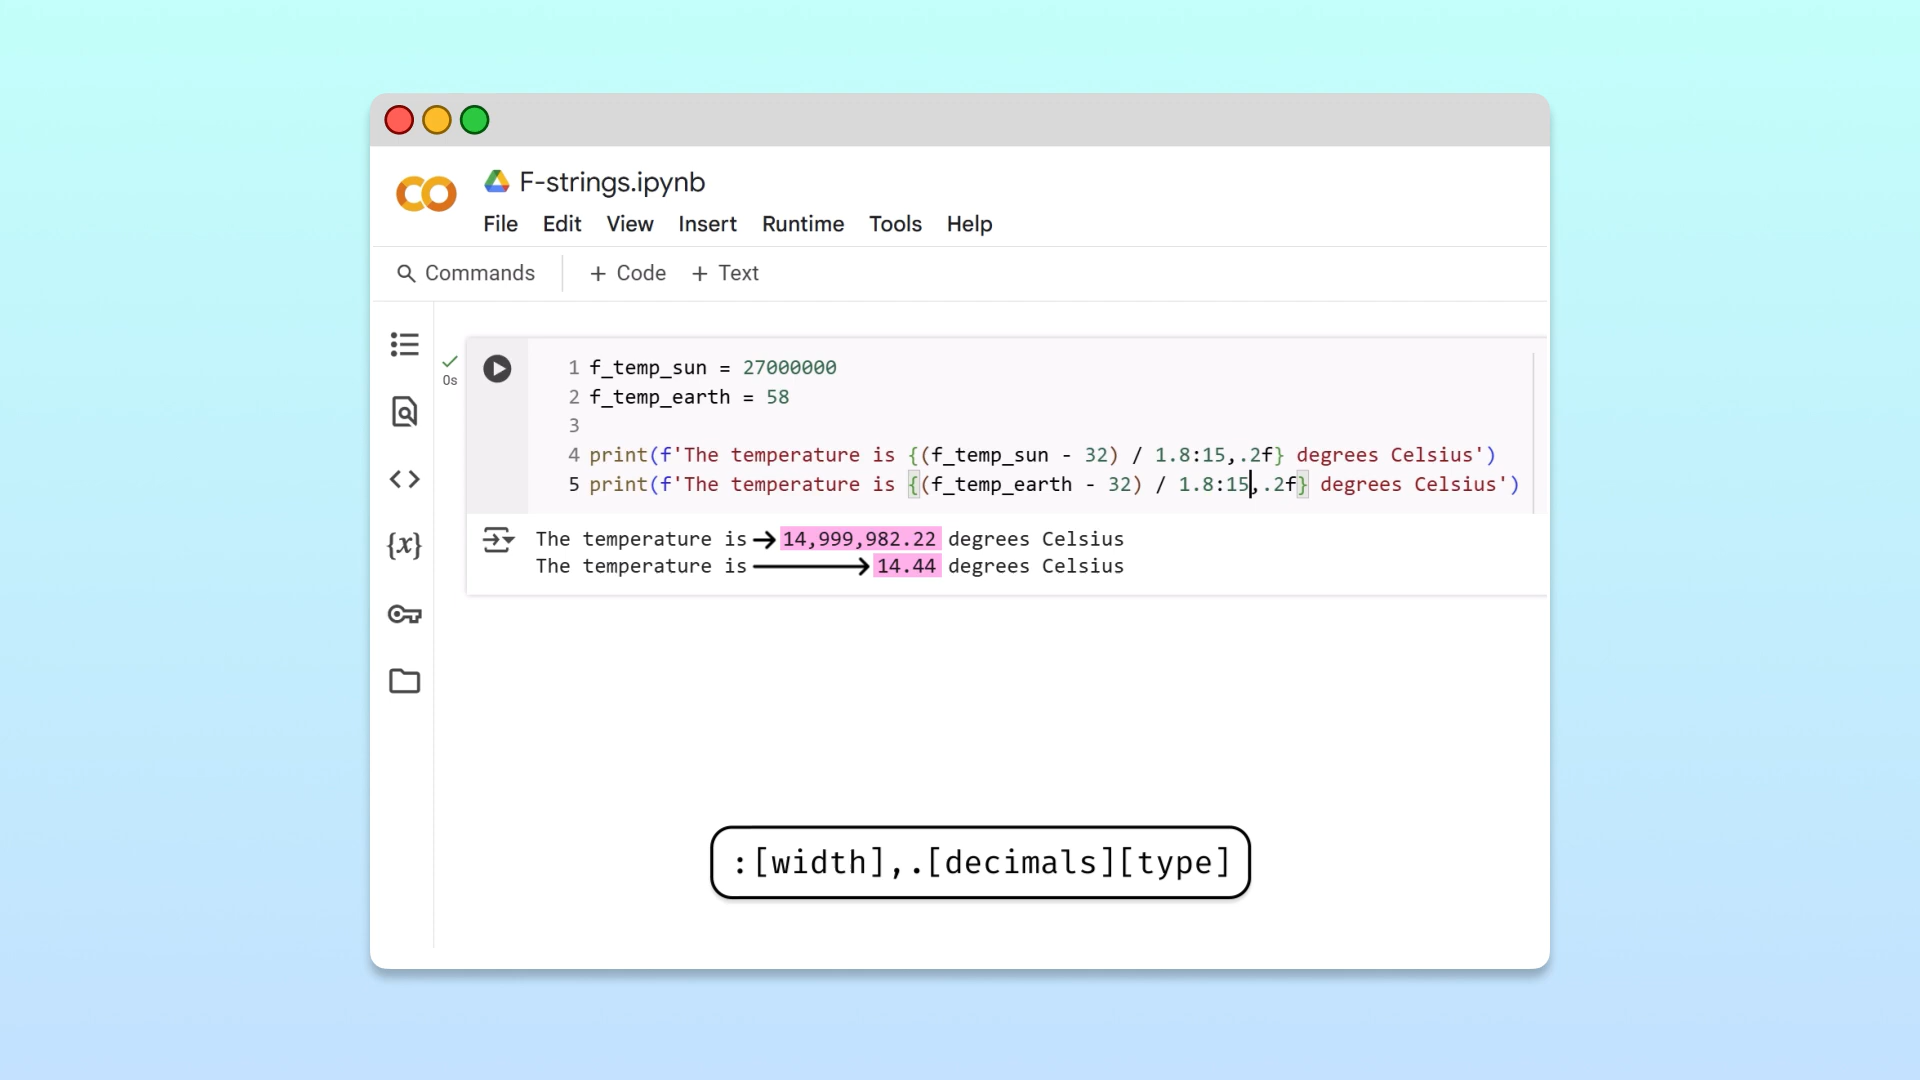 F-strings.ipynb
File Edit View Insert Runtime Tools Help
Commands + Code + Text
0s
1 f_temp_sun = 27000000
2 f_temp_earth = 58
3
4 print(f'The temperature is {(f_temp_sun - 32) / 1.8:15,.2f} degrees Celsius')
5 print(f'The temperature is {(f_temp_earth - 32) / 1.8:15,.2f} degrees Celsius')
{x}
The temperature is 14,999,982.22 degrees Celsius
The temperature is 14.44 degrees Celsius
:[width],.[decimals][type]